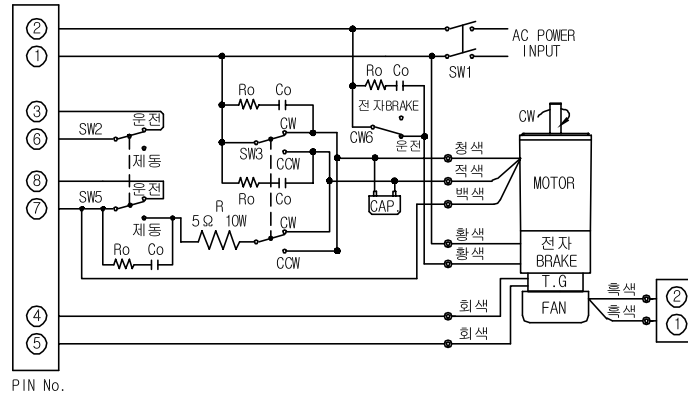 ②
①
③
⑥
⑧
⑦
④
⑤
PIN No.
AC POWER
INPUT
SW1
Ro Co
Ro Co
전자BRAKE
CW
CW6
운전
운전
SW2
제동
SW3
CW
CCW
운전
SW5
제동
Ro Co
R
5Ω 10W
Ro Co
CW
CCW
CAP.
청색
적색
백색
황색
황색
회색
회색
MOTOR
전자
BRAKE
T.G
FAN
흑색
흑색
②
①